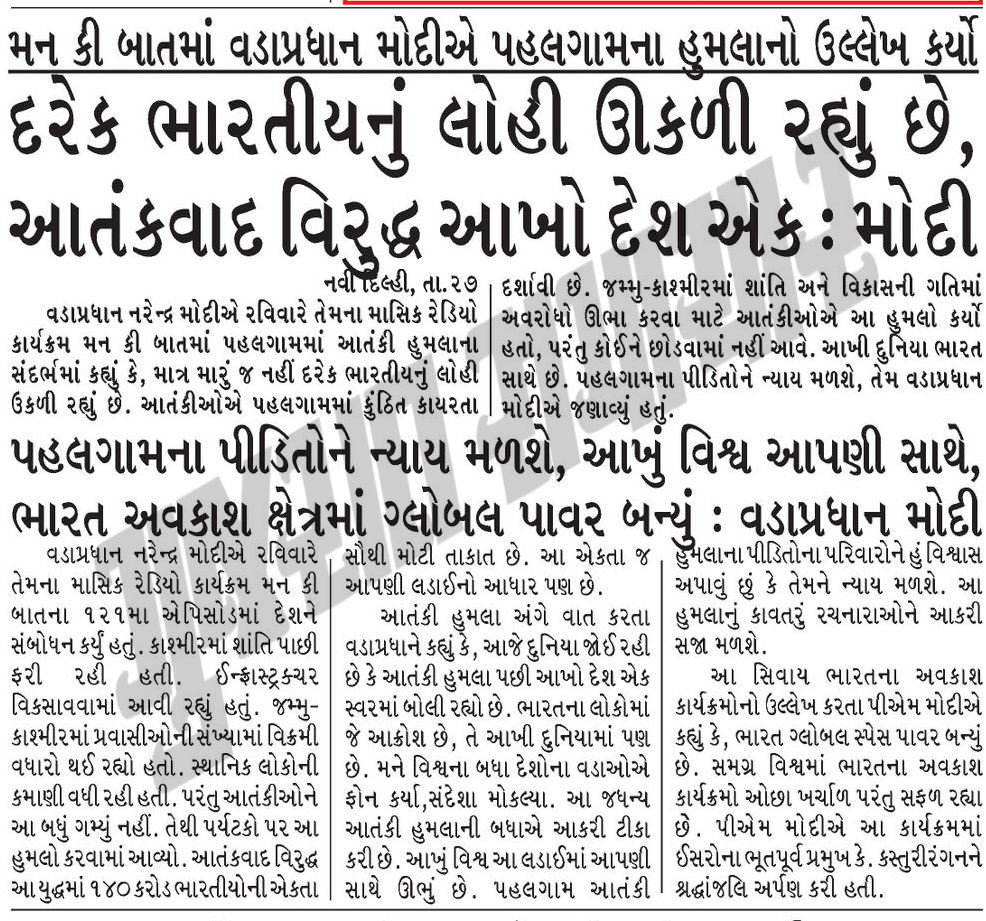 મન કી બાતમાં વડાપ્રધાન મોદીએ પહલગામના હુમલાનો ઉલ્લેખ કર્યો
દરેક ભારતીયનું લોહી ઊકળી રહ્યું છે,
આતંકવાદ વિરુદ્ધ આખો દેશ એક : મોદી
નવી દિલ્હી, તા.૨૭
વડાપ્રધાન નરેન્દ્ર મોદીએ રવિવારે તેમના માસિક રેડિયો
કાર્યક્રમ મન કી બાતમાં પહલગામમાં આતંકી હુમલાના
સંદર્ભમાં કહ્યું કે, માત્ર મારું જ નહીં દરેક ભારતીયનું લોહી
ઉકળી રહ્યું છે. આતંકીઓએ પહલગામમાં કુંઠિત કાયરતા
દર્શાવી છે. જમ્મુ-કાશ્મીરમાં શાંતિ અને વિકાસની ગતિમાં
અવરોધો ઊભા કરવા માટે આતંકીઓએ આ હુમલો કર્યો
હતો, પરંતુ કોઈને છોડવામાં નહીં આવે. આખી દુનિયા ભારત
સાથે છે. પહલગામના પીડિતોને ન્યાય મળશે, તેમ વડાપ્રધાન
મોદીએ જણાવ્યું હતું.
પહલગામના પીડિતોને ન્યાય મળશે, આખું વિશ્વ આપણી સાથે,
ભારત અવકાશ ક્ષેત્રમાં ગ્લોબલ પાવર બન્યું : વડાપ્રધાન મોદી
વડાપ્રધાન નરેન્દ્ર મોદીએ રવિવારે
તેમના માસિક રેડિયો કાર્યક્રમ મન કી
બાતના ૧૨૧મા એપિસોડમાં દેશને
સંબોધન કર્યું હતું. કાશ્મીરમાં શાંતિ પાછી
ફરી રહી હતી. ઈન્ફ્રાસ્ટ્રક્ચર
વિકસાવવામાં આવી રહ્યું હતું. જમ્મુ-
કાશ્મીરમાં પ્રવાસીઓની સંખ્યામાં વિક્રમી
વધારો થઈ રહ્યો હતો. સ્થાનિક લોકોની
કમાણી વધી રહી હતી. પરંતુ આતંકીઓને
આ બધું ગમ્યું નહીં. તેથી પર્યટકો પર આ
હુમલો કરવામાં આવ્યો. આતંકવાદ વિરુદ્ધ
આ યુદ્ધમાં ૧૪૦ કરોડ ભારતીયોની એકતા
સૌથી મોટી તાકાત છે. આ એકતા જ
આપણી લડાઈનો આધાર પણ છે.
આતંકી હુમલા અંગે વાત કરતા
વડાપ્રધાને કહ્યું કે, આજે દુનિયા જોઈ રહી
છે કે આતંકી હુમલા પછી આખો દેશ એક
સ્વરમાં બોલી રહ્યો છે. ભારતના લોકોમાં
જે આક્રોશ છે, તે આખી દુનિયામાં પણ
છે. મને વિશ્વના બધા દેશોના વડાઓએ
ફોન કર્યા,સંદેશા મોકલ્યા. આ જઘન્ય
આતંકી હુમલાની બધાએ આકરી ટીકા
કરી છે. આખું વિશ્વ આ લડાઈમાં આપણી
સાથે ઊભું છે. પહલગામ આતંકી
હુમલાના પીડિતોના પરિવારોને હું વિશ્વાસ
અપાવું છું કે તેમને ન્યાય મળશે. આ
હુમલાનું કાવતરું રચનારાઓને આકરી
સજા મળશે.
આ સિવાય ભારતના અવકાશ
કાર્યક્રમોનો ઉલ્લેખ કરતા પીએમ મોદીએ
કહ્યું કે, ભારત ગ્લોબલ સ્પેસ પાવર બન્યું
છે. સમગ્ર વિશ્વમાં ભારતના અવકાશ
કાર્યક્રમો ઓછા ખર્ચાળ પરંતુ સફળ રહ્યા
છે. પીએમ મોદીએ આ કાર્યક્રમમાં
ઈસરોના ભૂતપૂર્વ પ્રમુખ કે. કસ્તુરીરંગનને
શ્રદ્ધાંજલિ અર્પણ કરી હતી.